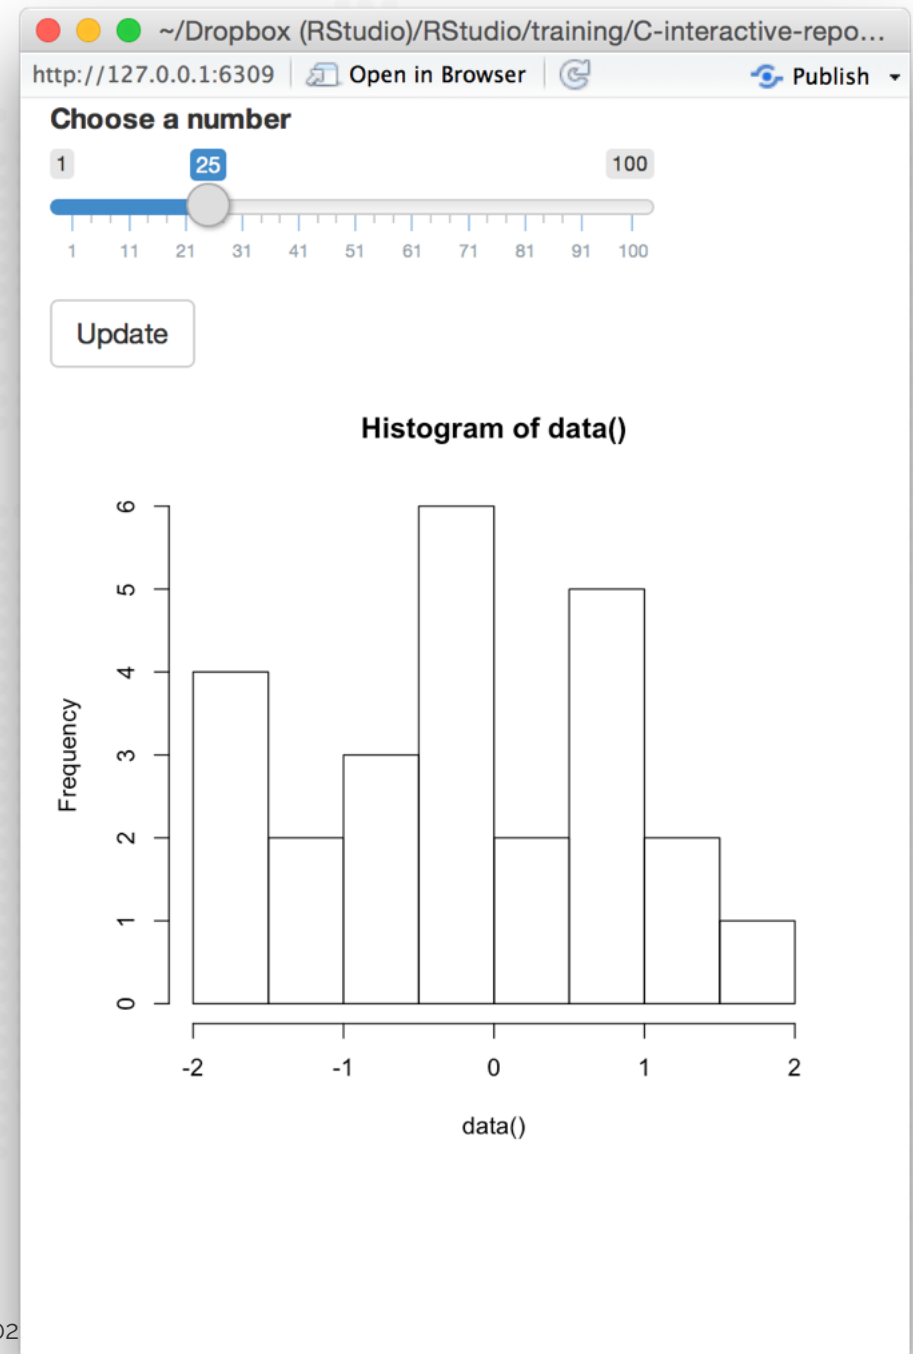 ~/Dropbox (RStudio)/RStudio/training/C-interactive-repo...
http://127.0.0.1:6309 Open in Browser Publish
Choose a number
1 25 100
1 11 21 31 41 51 61 71 81 91 100
Update
Histogram of data()
6
5
4
3
2
1
0
Frequency
-2 -1 0 1 2
data()
02